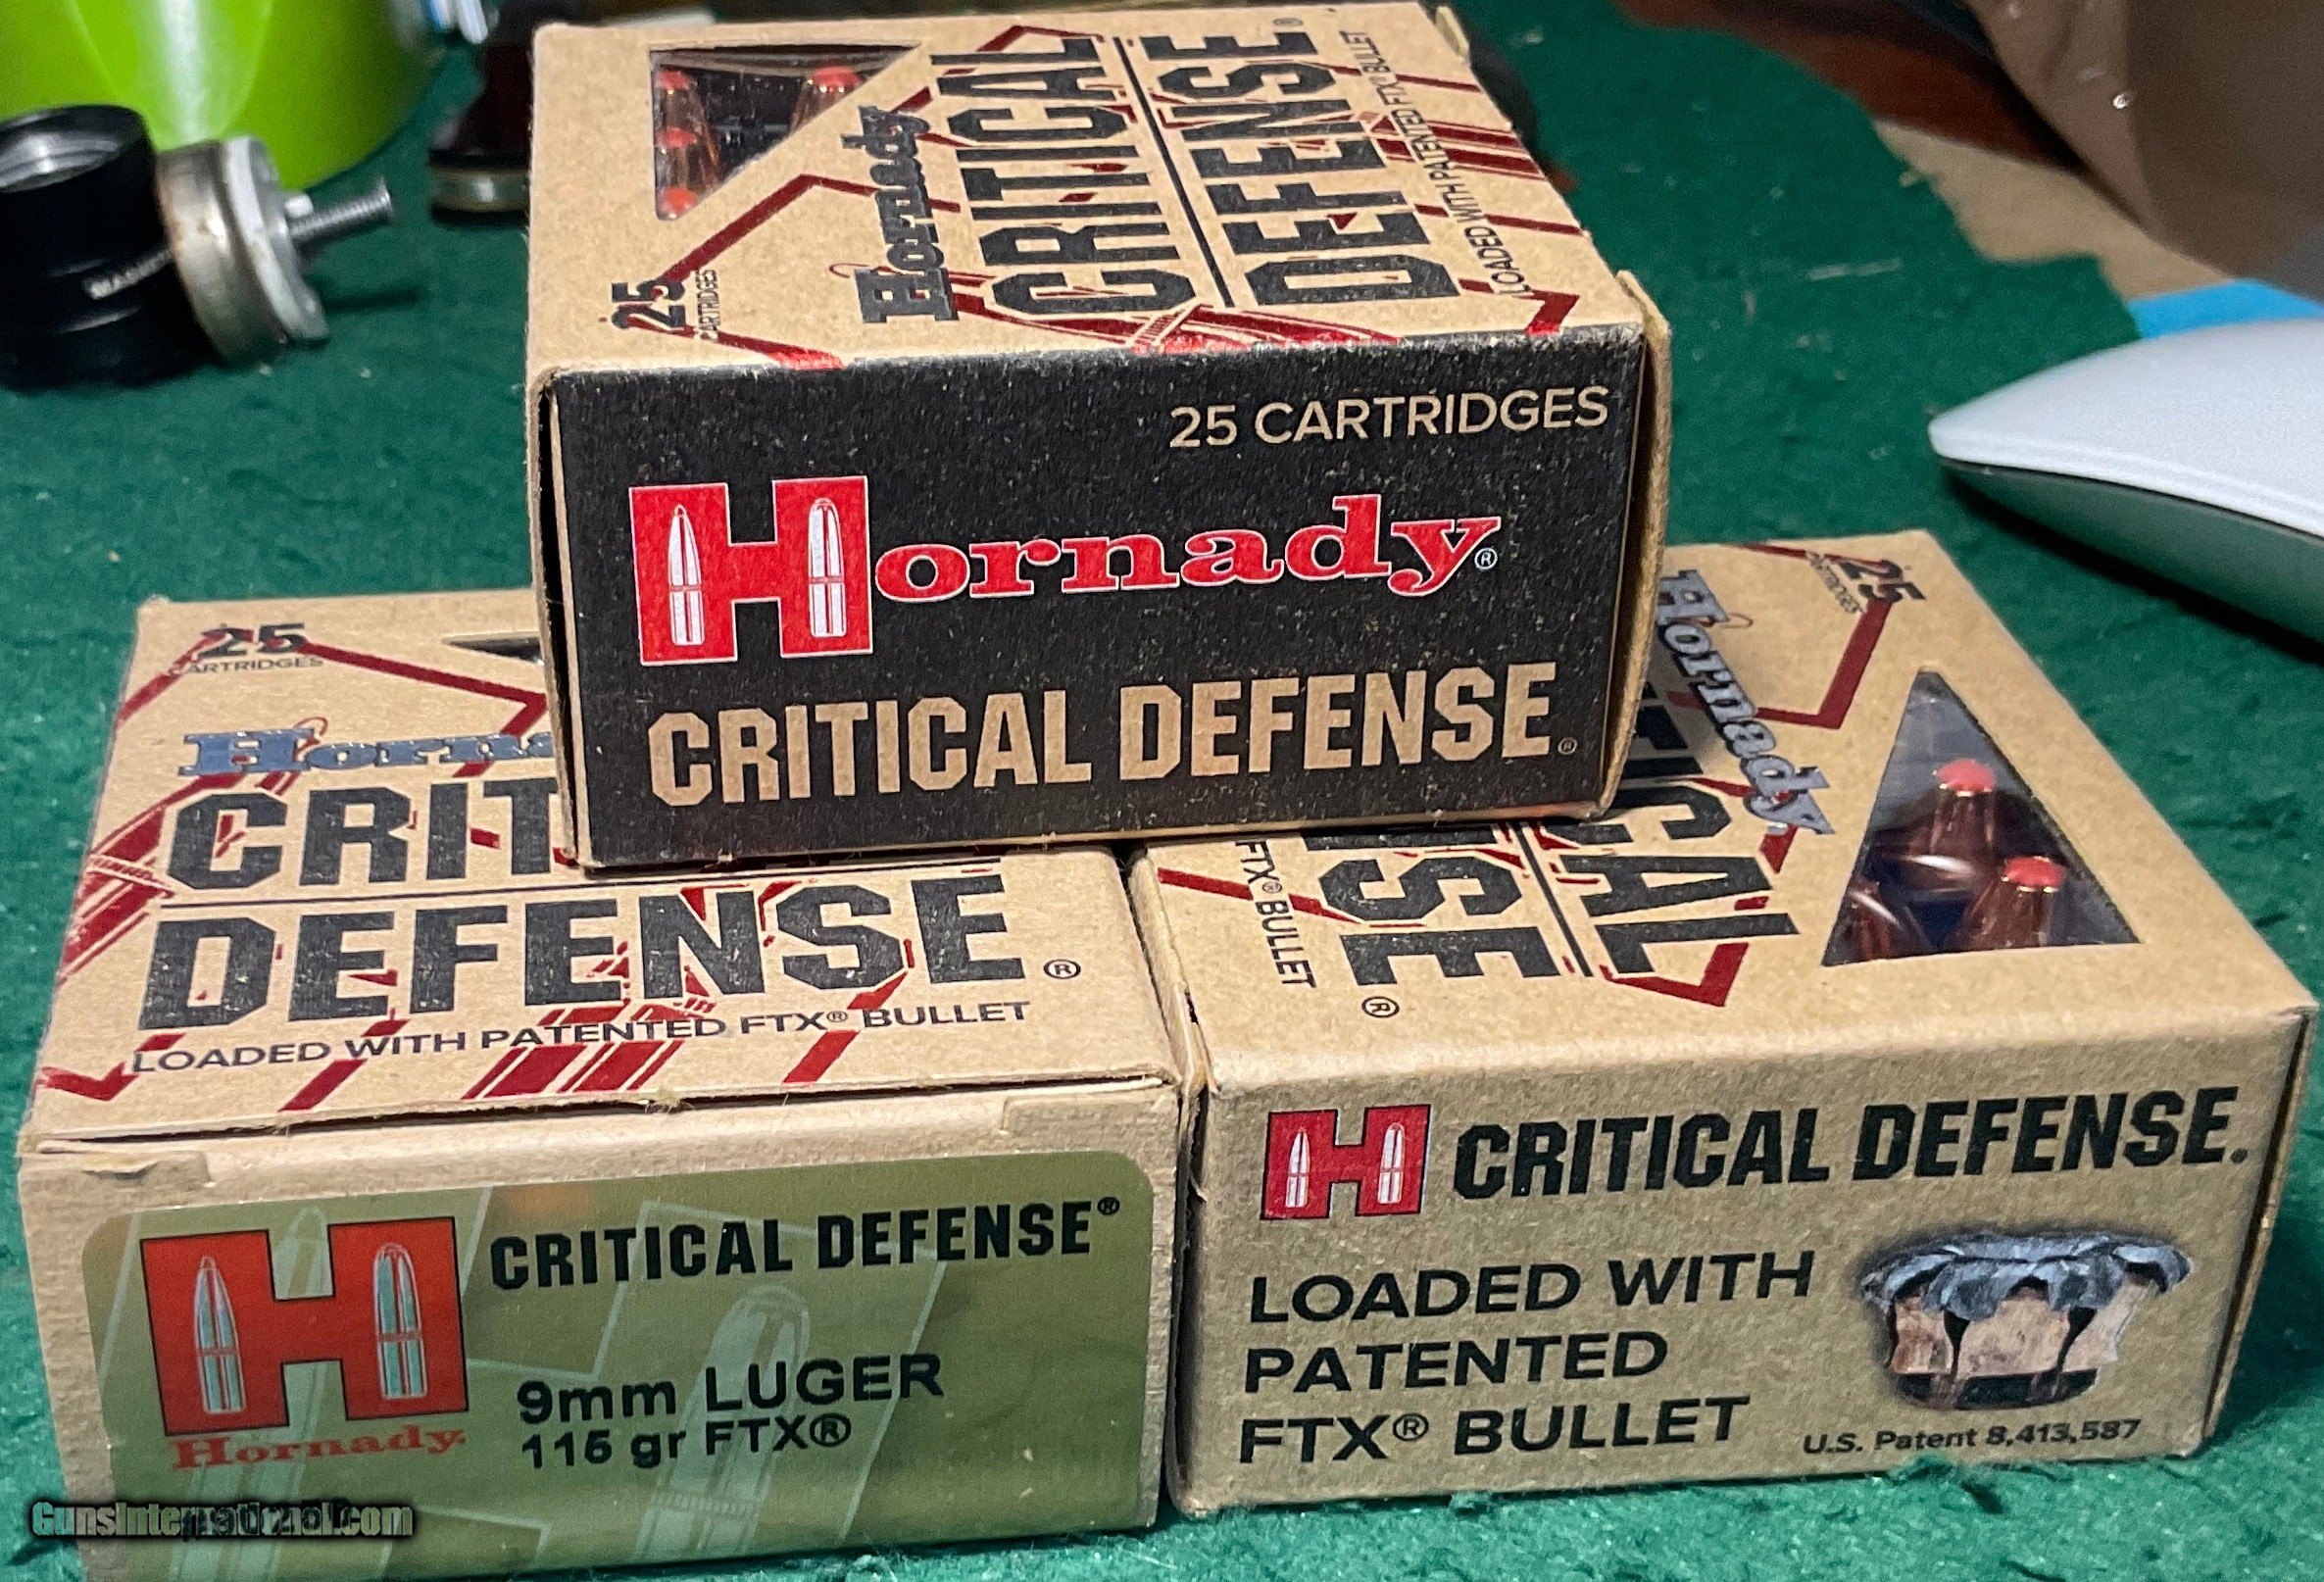 25
CARTRIDGES
Hornady
CRITICAL
DEFENSE®
LOADED WITH PATENTED FTX® BULLET
25 CARTRIDGES
Hornady®
CRITICAL DEFENSE®
25
CARTRIDGES
CRIT
DEFENSE®
LOADED WITH PATENTED FTX® BULLET
H
Hornady.
CRITICAL DEFENSE®
9mm LUGER
115 gr FTX®
25
CARTRIDGES
Hornady
FTX® BULLET
H CRITICAL DEFENSE.
LOADED WITH
PATENTED
FTX® BULLET
U.S. Patent 8,413,587
GunsInternational.com